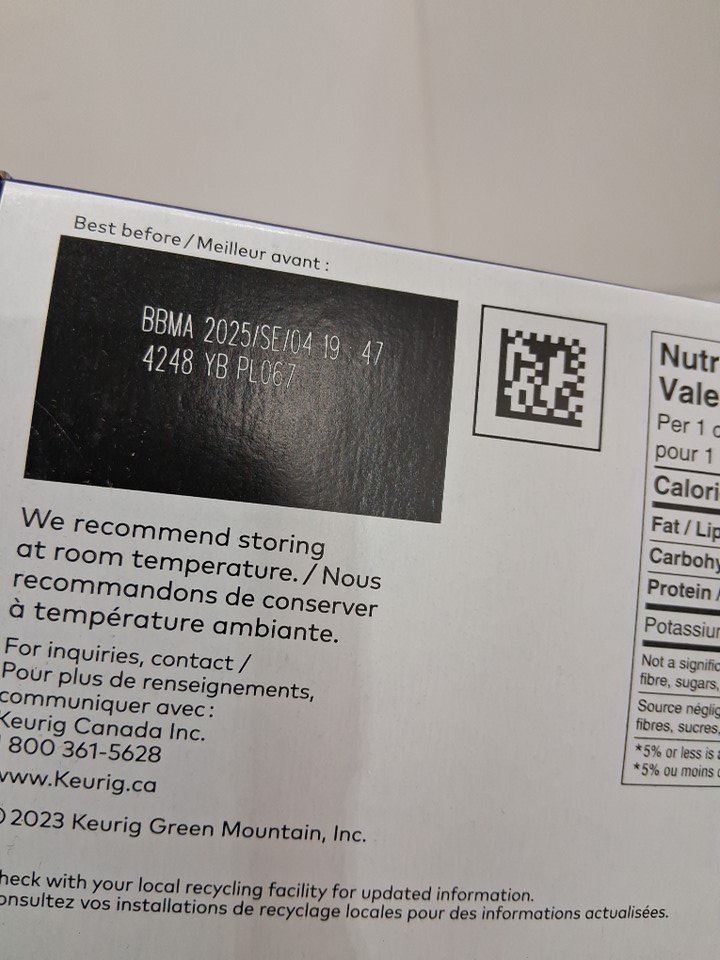 Best before / Meilleur avant :
BBMA 2025/SE/04 19 : 47
4248 YB PL067
We recommend storing
at room temperature. / Nous
recommandons de conserver
à température ambiante.
For inquiries, contact /
Pour plus de renseignements,
communiquer avec :
Keurig Canada Inc.
1 800 361-5628
www.Keurig.ca
©2023 Keurig Green Mountain, Inc.
heck with your local recycling facility for updated information.
onsultez vos installations de recyclage locales pour des informations actualisées.
Nutr
Vale
Per 1 c
pour 1
Calori
Fat / Lip
Carbohy
Protein /
Potassiur
Not a signific
fibre, sugars,
Source néglig
fibres, sucres,
*5% or less is a
*5% ou moins c